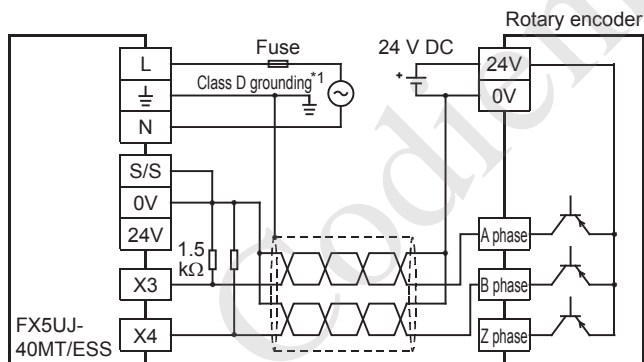 Rotary encoder
Fuse
24 V DC
L
24V
Class D grounding*1
+
0V
N
S/S
0V
24V
1.5
kΩ
A phase
X3
B phase
FX5UJ-
40MT/ESS
X4
Z phase
Codiem